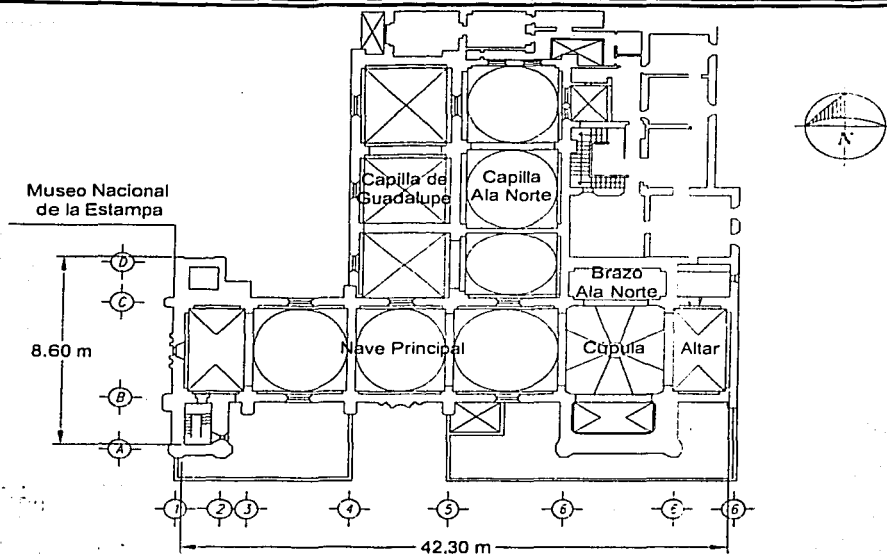 N
Museo Nacional
de la Estampa
Capilla de
Guadalupe
Capilla
Ala Norte
D
C
Brazo
Ala Norte
8.60 m
Nave Principal
Cúpula
Altar
B
A
1 2 3 4 5 6 E 6
42.30 m